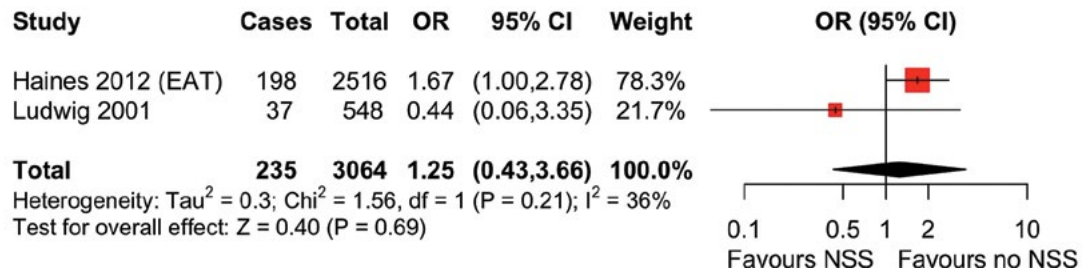 Study Cases Total OR 95% CI Weight OR (95% CI)
Haines 2012 (EAT) 198 2516 1.67 (1.00,2.78) 78.3%
Ludwig 2001 37 548 0.44 (0.06,3.35) 21.7%
Total 235 3064 1.25 (0.43,3.66) 100.0%
Heterogeneity: Tau² = 0.3; Chi² = 1.56, df = 1 (P = 0.21); I² = 36%
Test for overall effect: Z = 0.40 (P = 0.69)
0.1 0.5 1 2 10
Favours NSS Favours no NSS